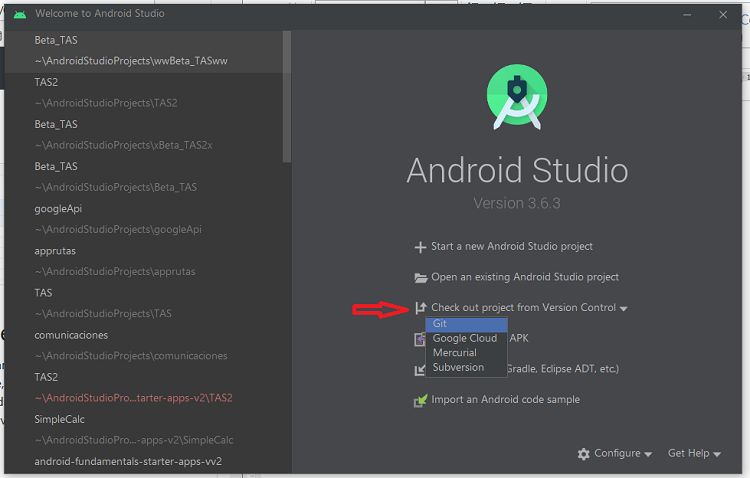 Welcome to Android Studio
Beta_TAS
~\AndroidStudioProjects\wwBeta_TASww
TAS2
~\AndroidStudioProjects\TAS2
Beta_TAS
~\AndroidStudioProjects\xBeta_TAS2x
Beta_TAS
~\AndroidStudioProjects\Beta_TAS
googleApi
~\AndroidStudioProjects\googleApi
apprutas
~\AndroidStudioProjects\apprutas
TAS
~\AndroidStudioProjects\TAS
comunicaciones
~\AndroidStudioProjects\comunicaciones
TAS2
~\AndroidStudioPro...tarter-apps-v2\TAS2
SimpleCalc
~\AndroidStudioPro...-apps-v2\SimpleCalc
android-fundamentals-starter-apps-vv2
Android Studio
Version 3.6.3
Start a new Android Studio project
Open an existing Android Studio project
Check out project from Version Control
Git
Google Cloud
Mercurial
Subversion
APK
Gradle, Eclipse ADT, etc.)
Import an Android code sample
Configure
Get Help